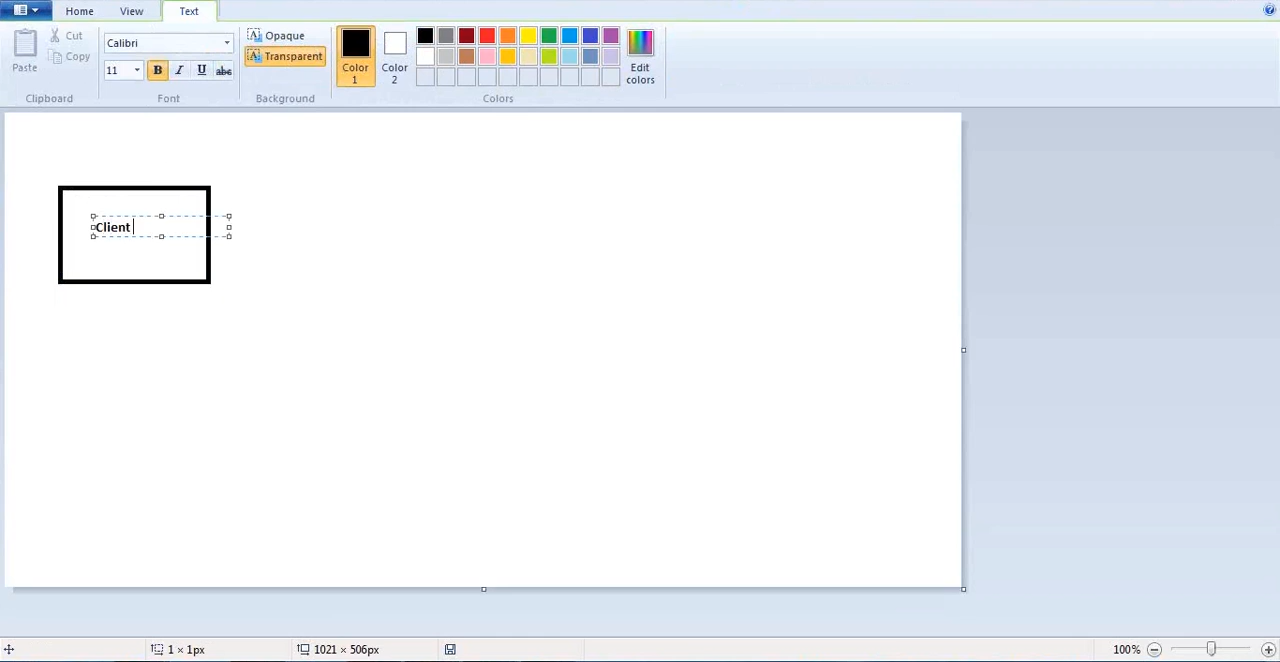 Home View Text
Cut
Copy
Paste
Clipboard
Calibri
11 B I U abc
Font
Opaque
Transparent
Background
Color 1
Color 2
Edit colors
Colors
Client
1 × 1px
1021 × 506px
100%